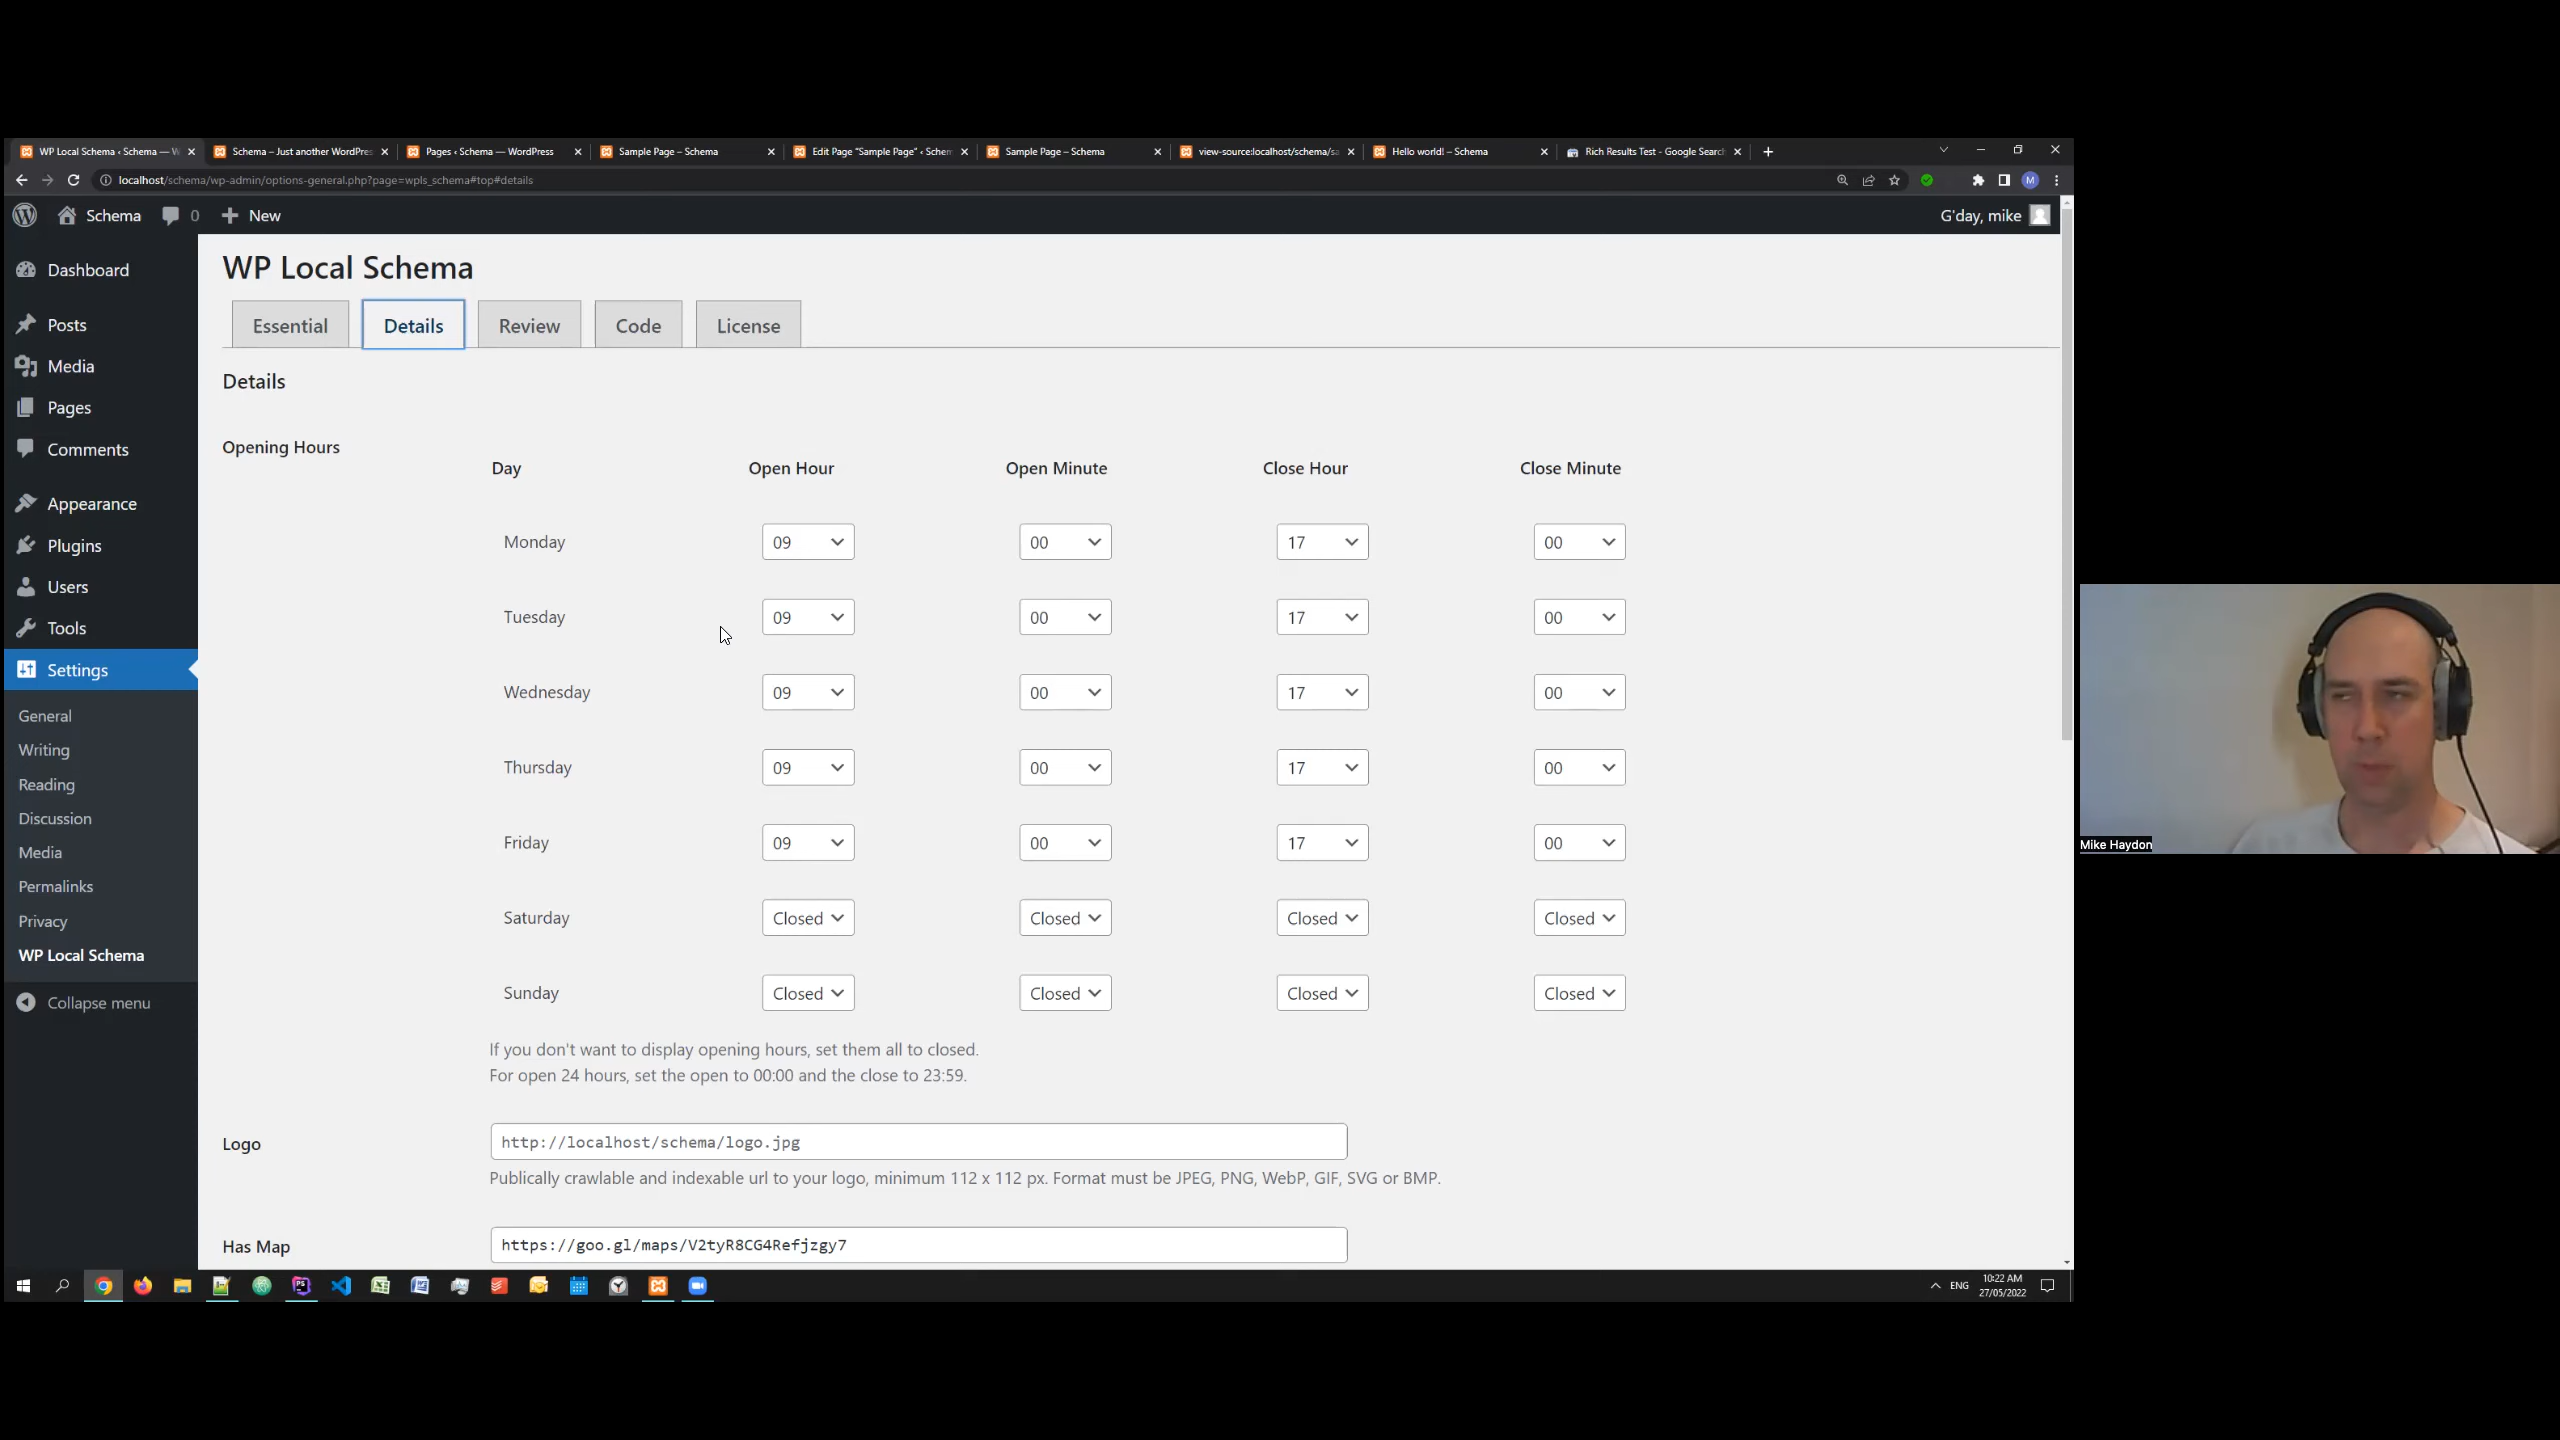 WP Local Schema ‹ Schema — W
Schema – Just another WordPres
Pages ‹ Schema — WordPress
Sample Page – Schema
Edit Page "Sample Page" ‹ Schem
Sample Page – Schema
view-source:localhost/schema/sa
Hello world! – Schema
Rich Results Test - Google Search
localhost/schema/wp-admin/options-general.php?page=wpls_schema#top#details
M
Schema
0
New
G'day, mike
Dashboard
Posts
Media
Pages
Comments
Appearance
Plugins
Users
Tools
Settings
General
Writing
Reading
Discussion
Media
Permalinks
Privacy
WP Local Schema
Collapse menu
WP Local Schema
Essential Details Review Code License
Details
Opening Hours
Day Open Hour Open Minute Close Hour Close Minute
Monday 09 00 17 00
Tuesday 09 00 17 00
Wednesday 09 00 17 00
Thursday 09 00 17 00
Friday 09 00 17 00
Saturday Closed Closed Closed Closed
Sunday Closed Closed Closed Closed
If you don't want to display opening hours, set them all to closed.
For open 24 hours, set the open to 00:00 and the close to 23:59.
Logo http://localhost/schema/logo.jpg
Publically crawlable and indexable url to your logo, minimum 112 x 112 px. Format must be JPEG, PNG, WebP, GIF, SVG or BMP.
Has Map https://goo.gl/maps/V2tyR8CG4Refjzgy7
ENG
10:22 AM
27/05/2022
Mike Haydon